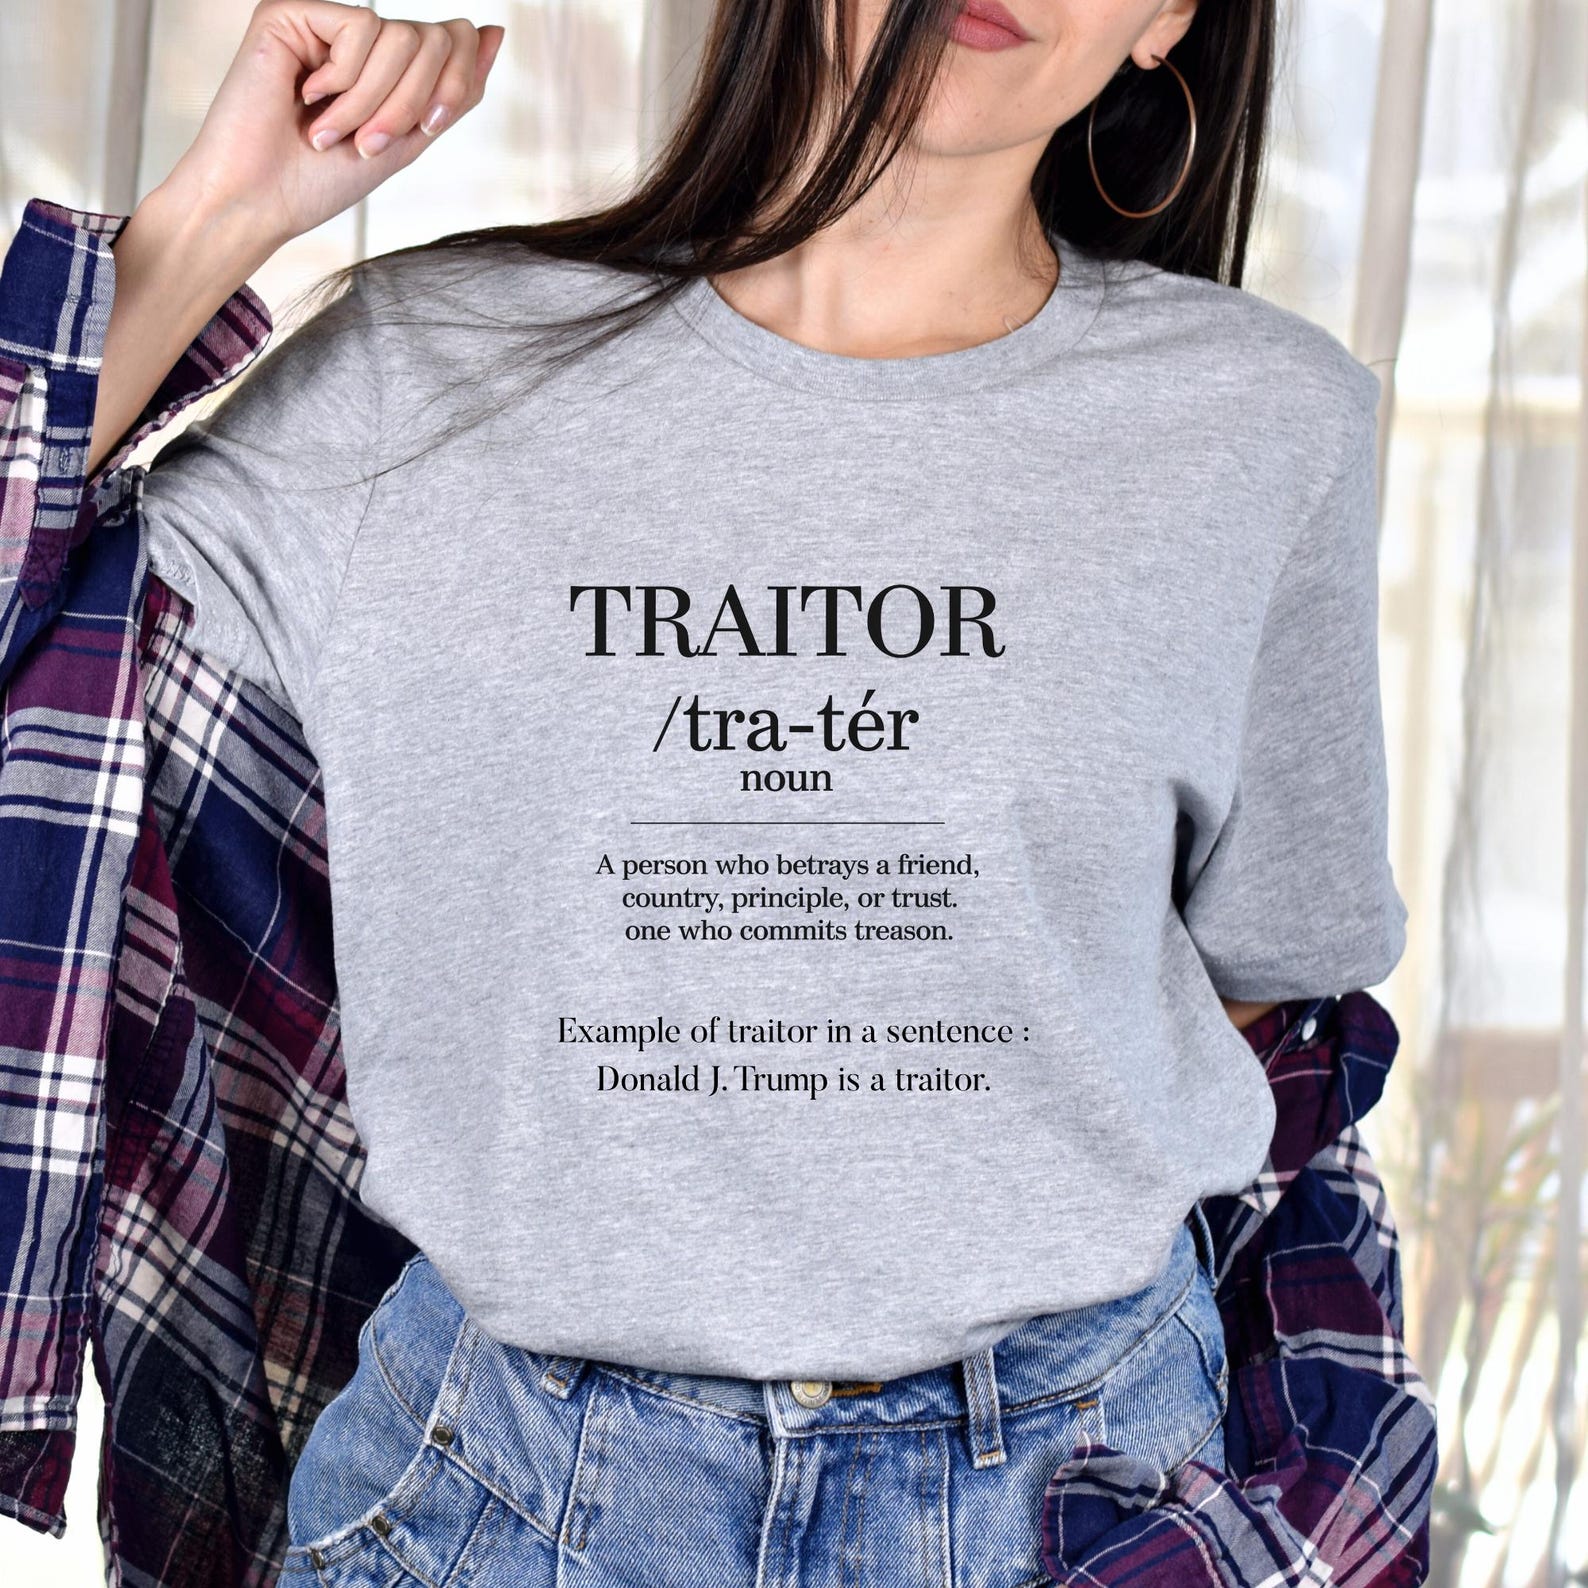 TRAITOR
/tra-tér
noun
A person who betrays a friend,
country, principle, or trust.
one who commits treason.
Example of traitor in a sentence :
Donald J. Trump is a traitor.